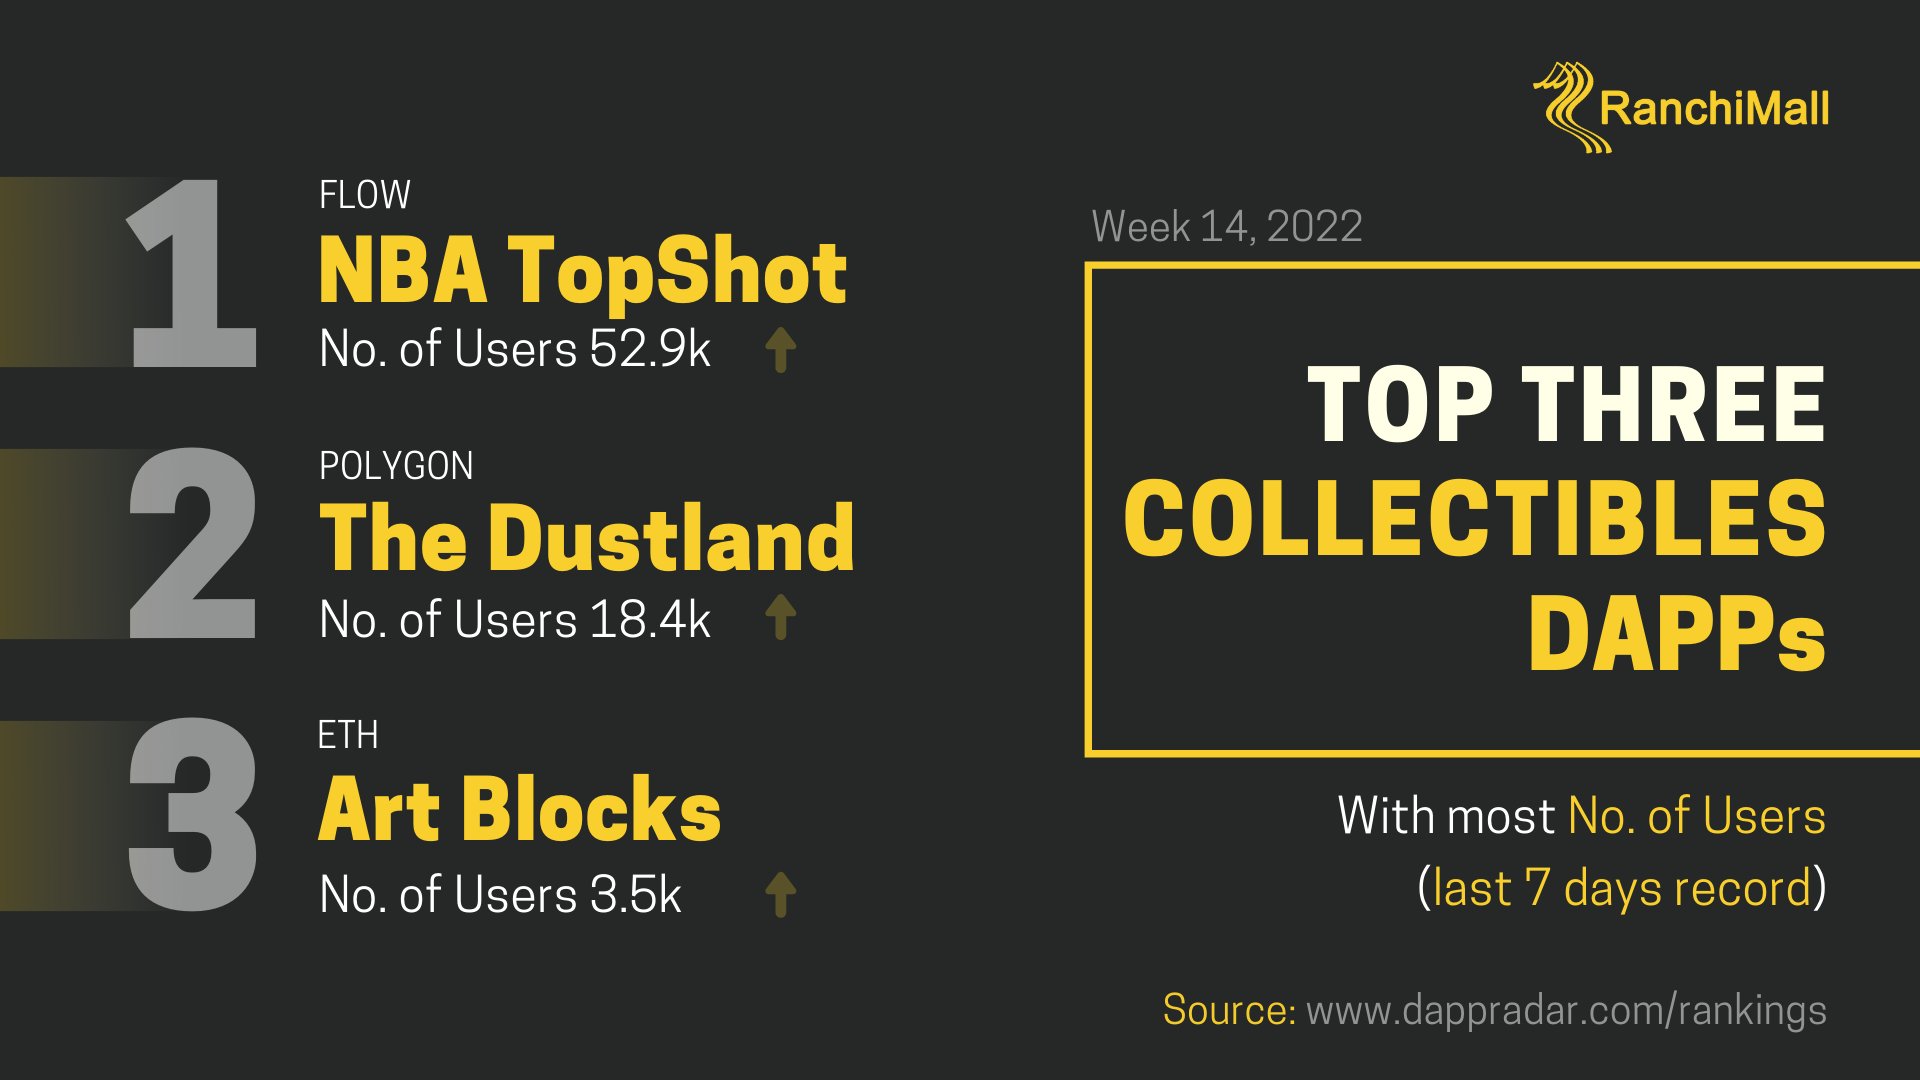 RanchiMall
1
FLOW
NBA TopShot
No. of Users 52.9k
2
POLYGON
The Dustland
No. of Users 18.4k
3
ETH
Art Blocks
No. of Users 3.5k
Week 14, 2022
TOP THREE
COLLECTIBLES
DAPPs
With most No. of Users
(last 7 days record)
Source: www.dappradar.com/rankings